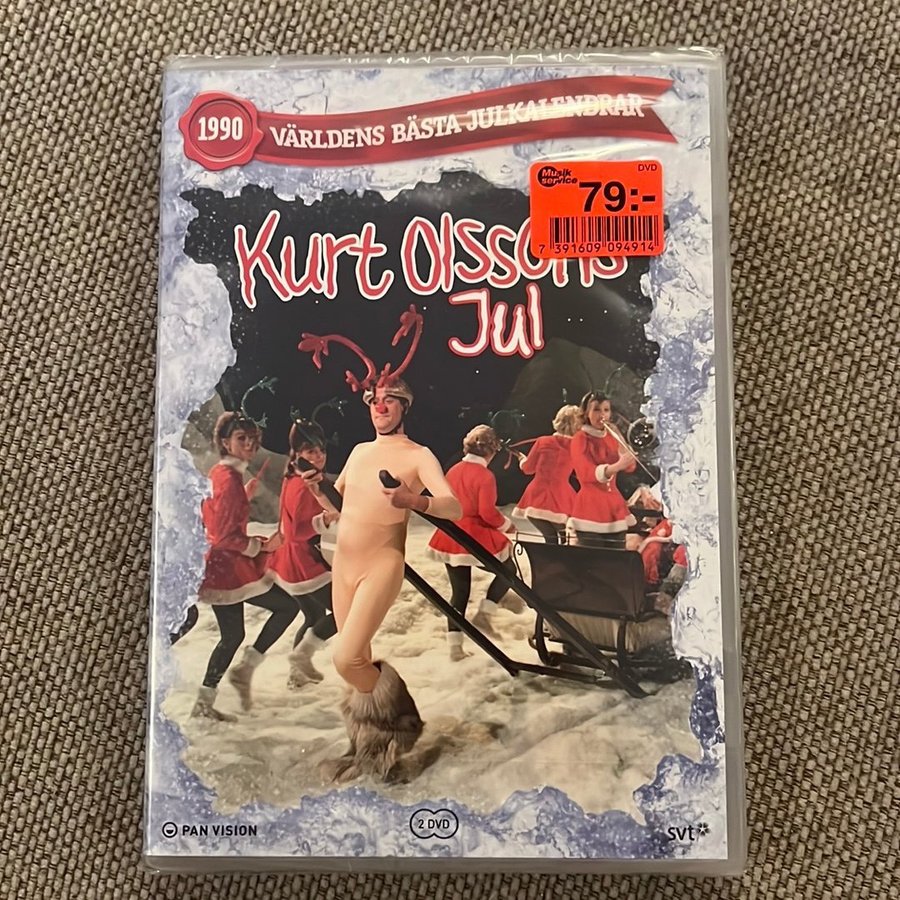 1990
VÄRLDENS BÄSTA JULKALENDRAR
DVD
Musik
service
79:-
7 391609 094914
Kurt Olssons
Jul
PAN VISION
2 DVD
svt